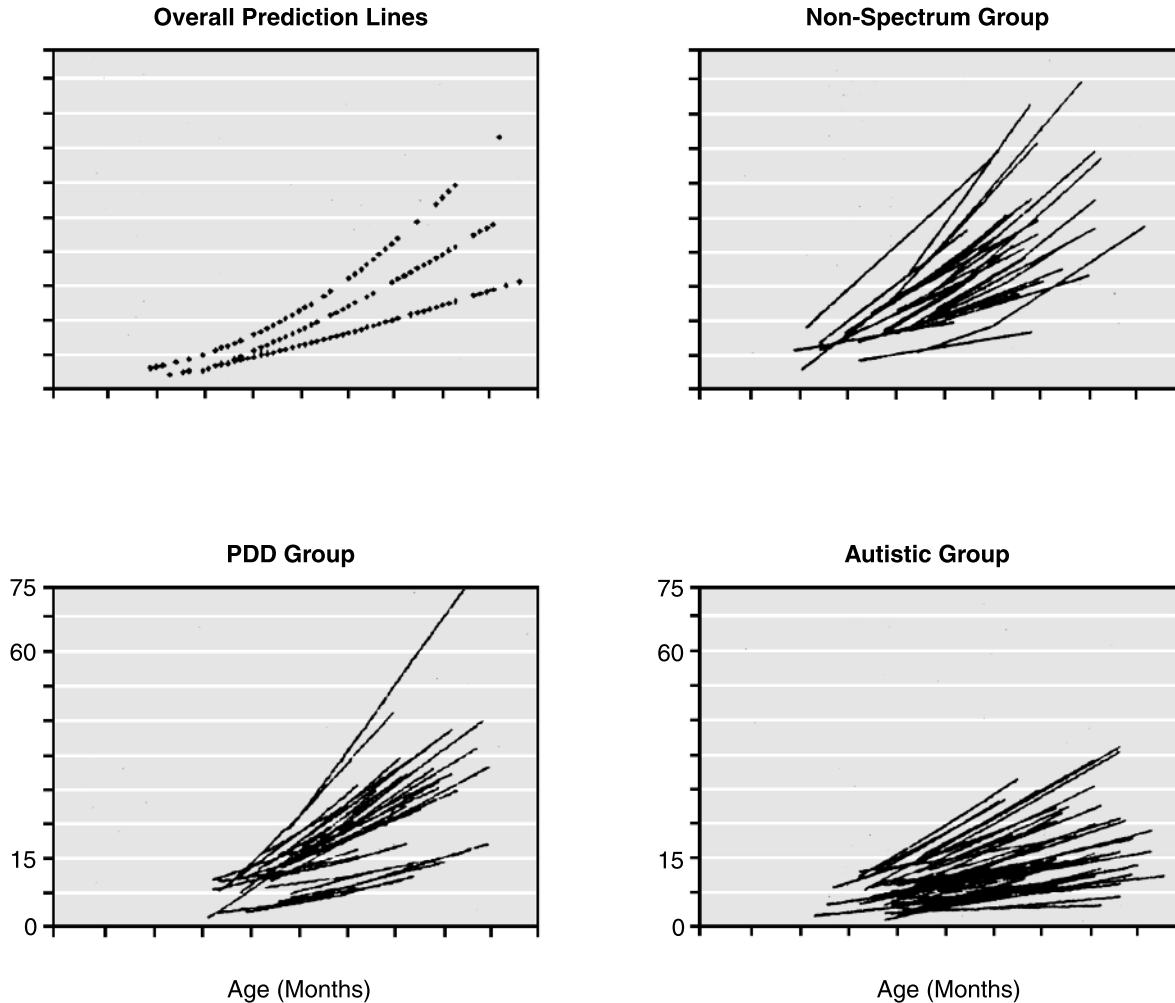 Overall Prediction Lines
Non-Spectrum Group
PDD Group
75
60
15
0
Age (Months)
Autistic Group
75
60
15
0
Age (Months)